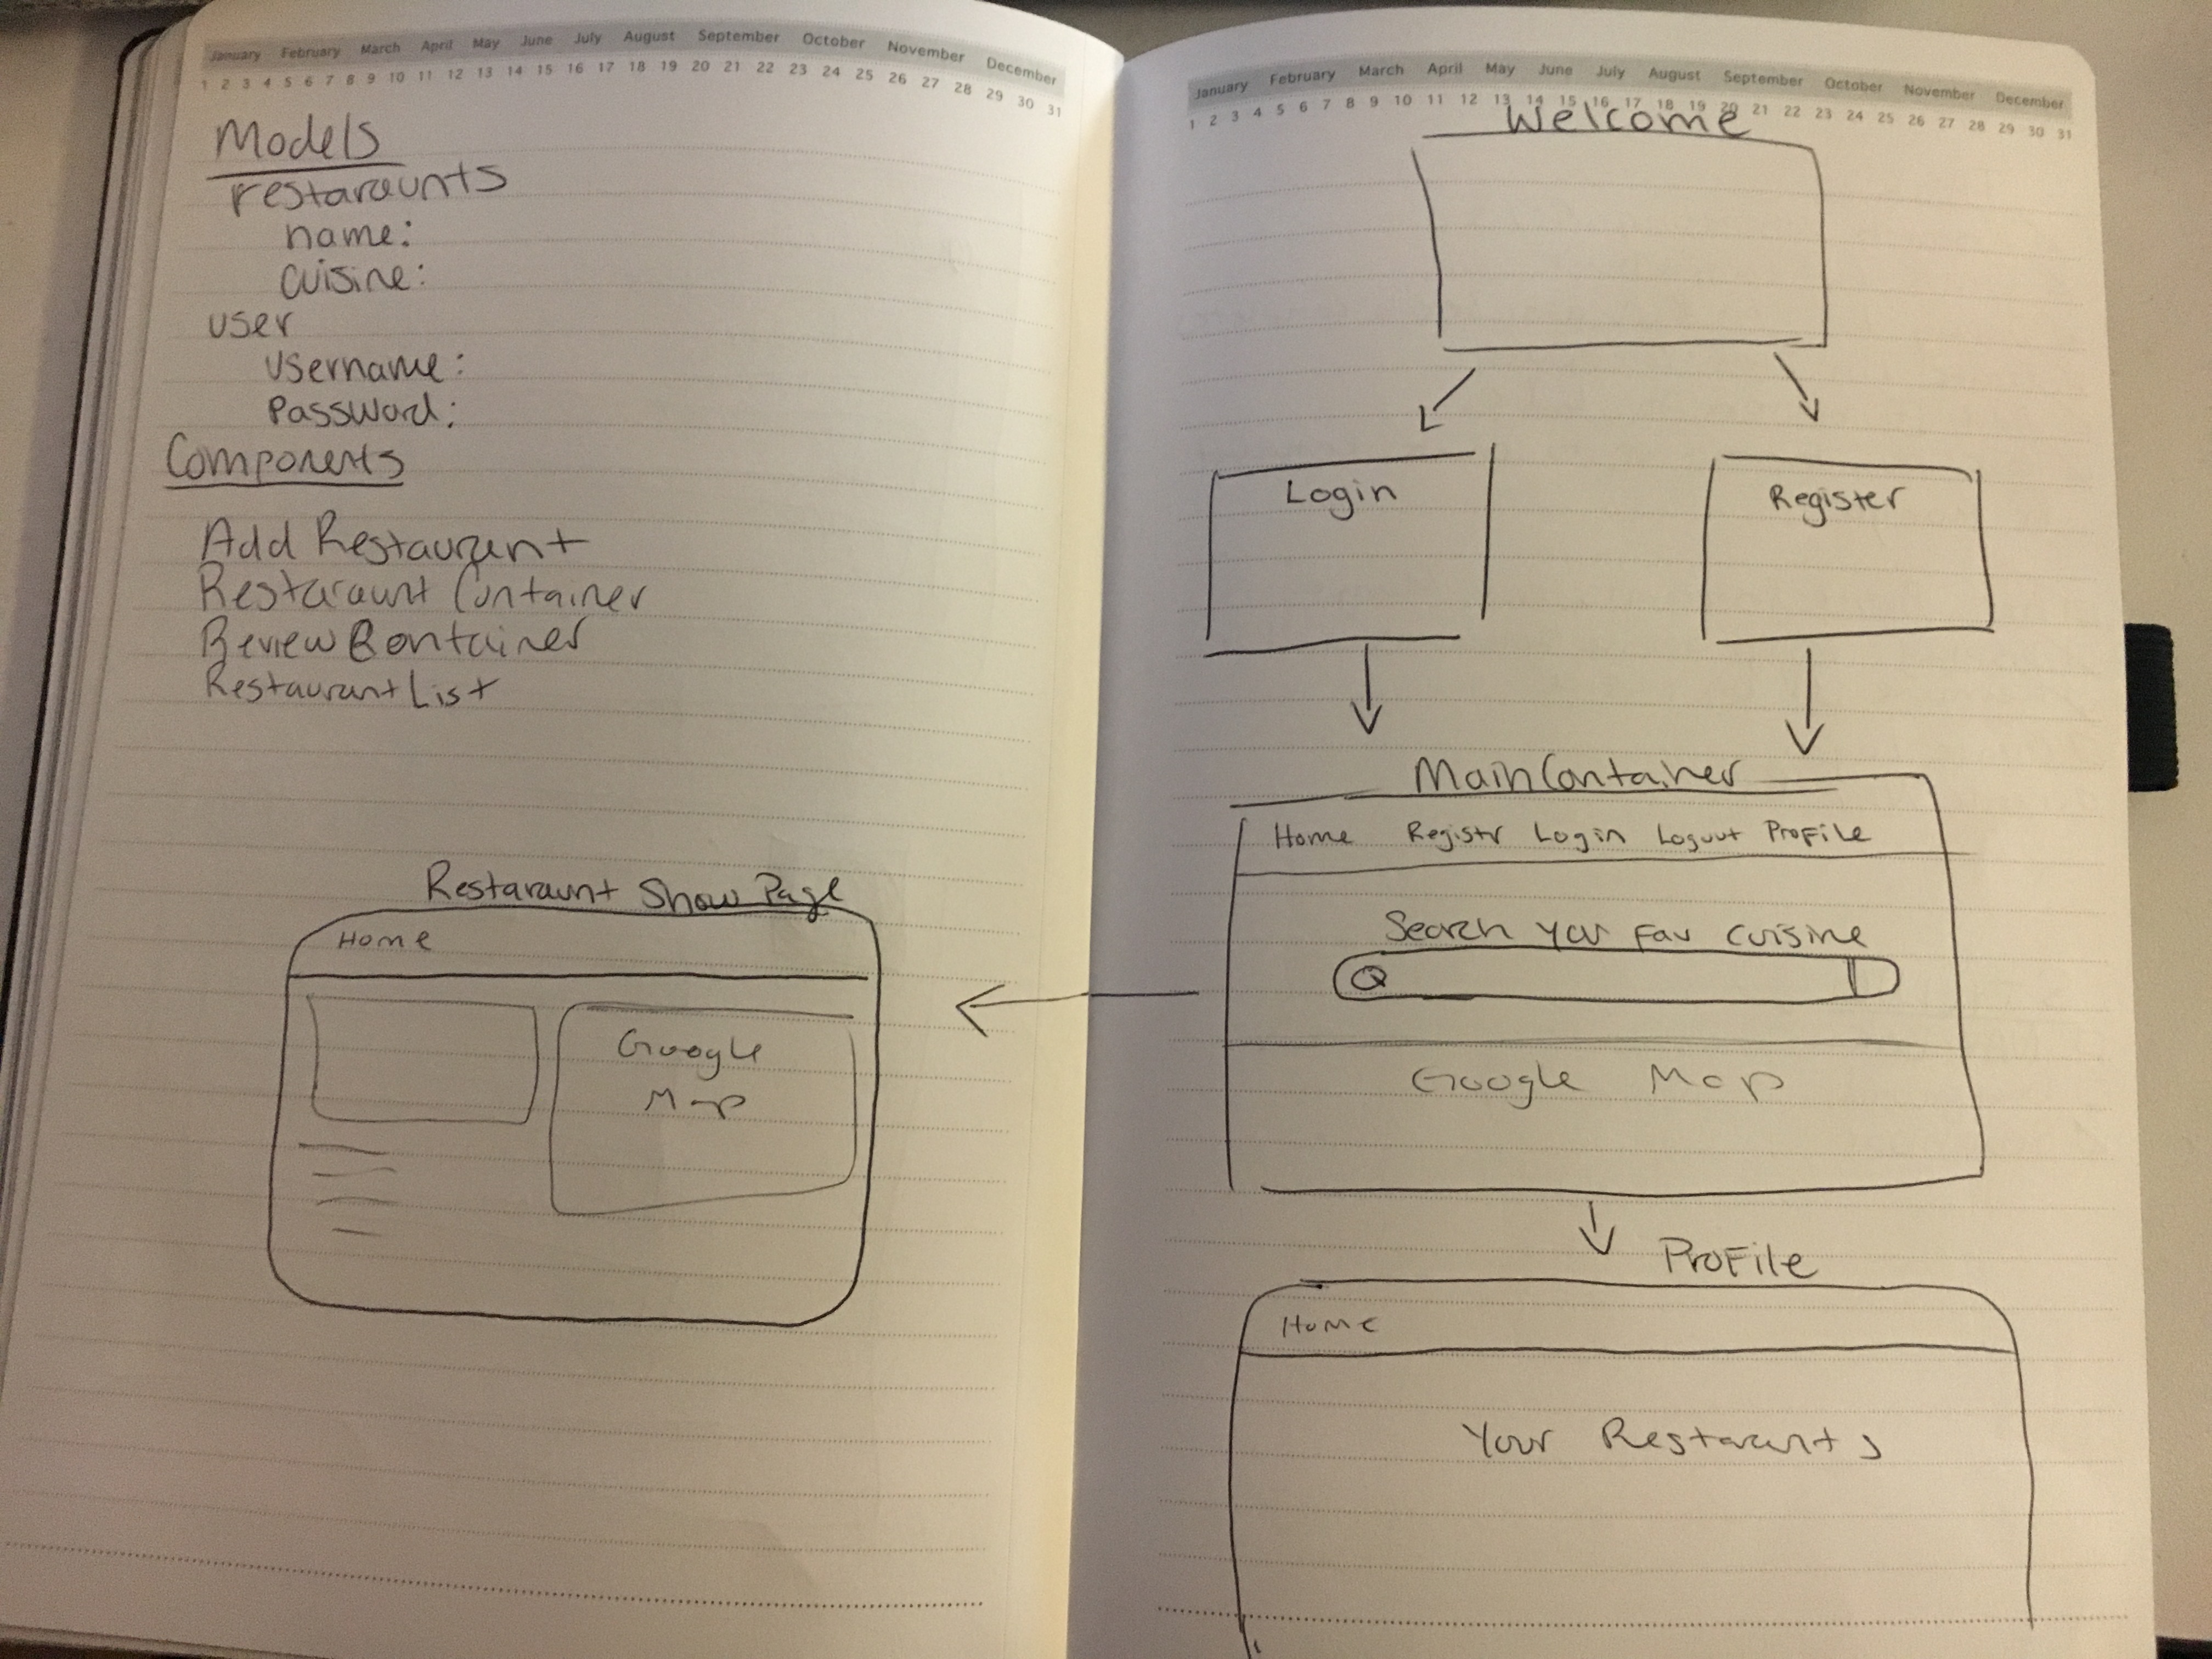 January February March April May June July August September October November December
1 2 3 4 5 6 7 8 9 10 11 12 13 14 15 16 17 18 19 20 21 22 23 24 25 26 27 28 29 30 31
Models
restaraunts
name:
cuisine:
user
username:
password:
Components
Add Restaurant
Restaraunt Container
Review Container
Restaurant List
Restaraunt Show Page
Home
Google
Map
January February March April May June July August September October November December
1 2 3 4 5 6 7 8 9 10 11 12 13 14 15 16 17 18 19 20 21 22 23 24 25 26 27 28 29 30 31
Welcome
Login Register
MainContainer
Home Registr Login Logout Profile
Search your Fav cuisine
Google Map
Profile
Home
Your Restarants